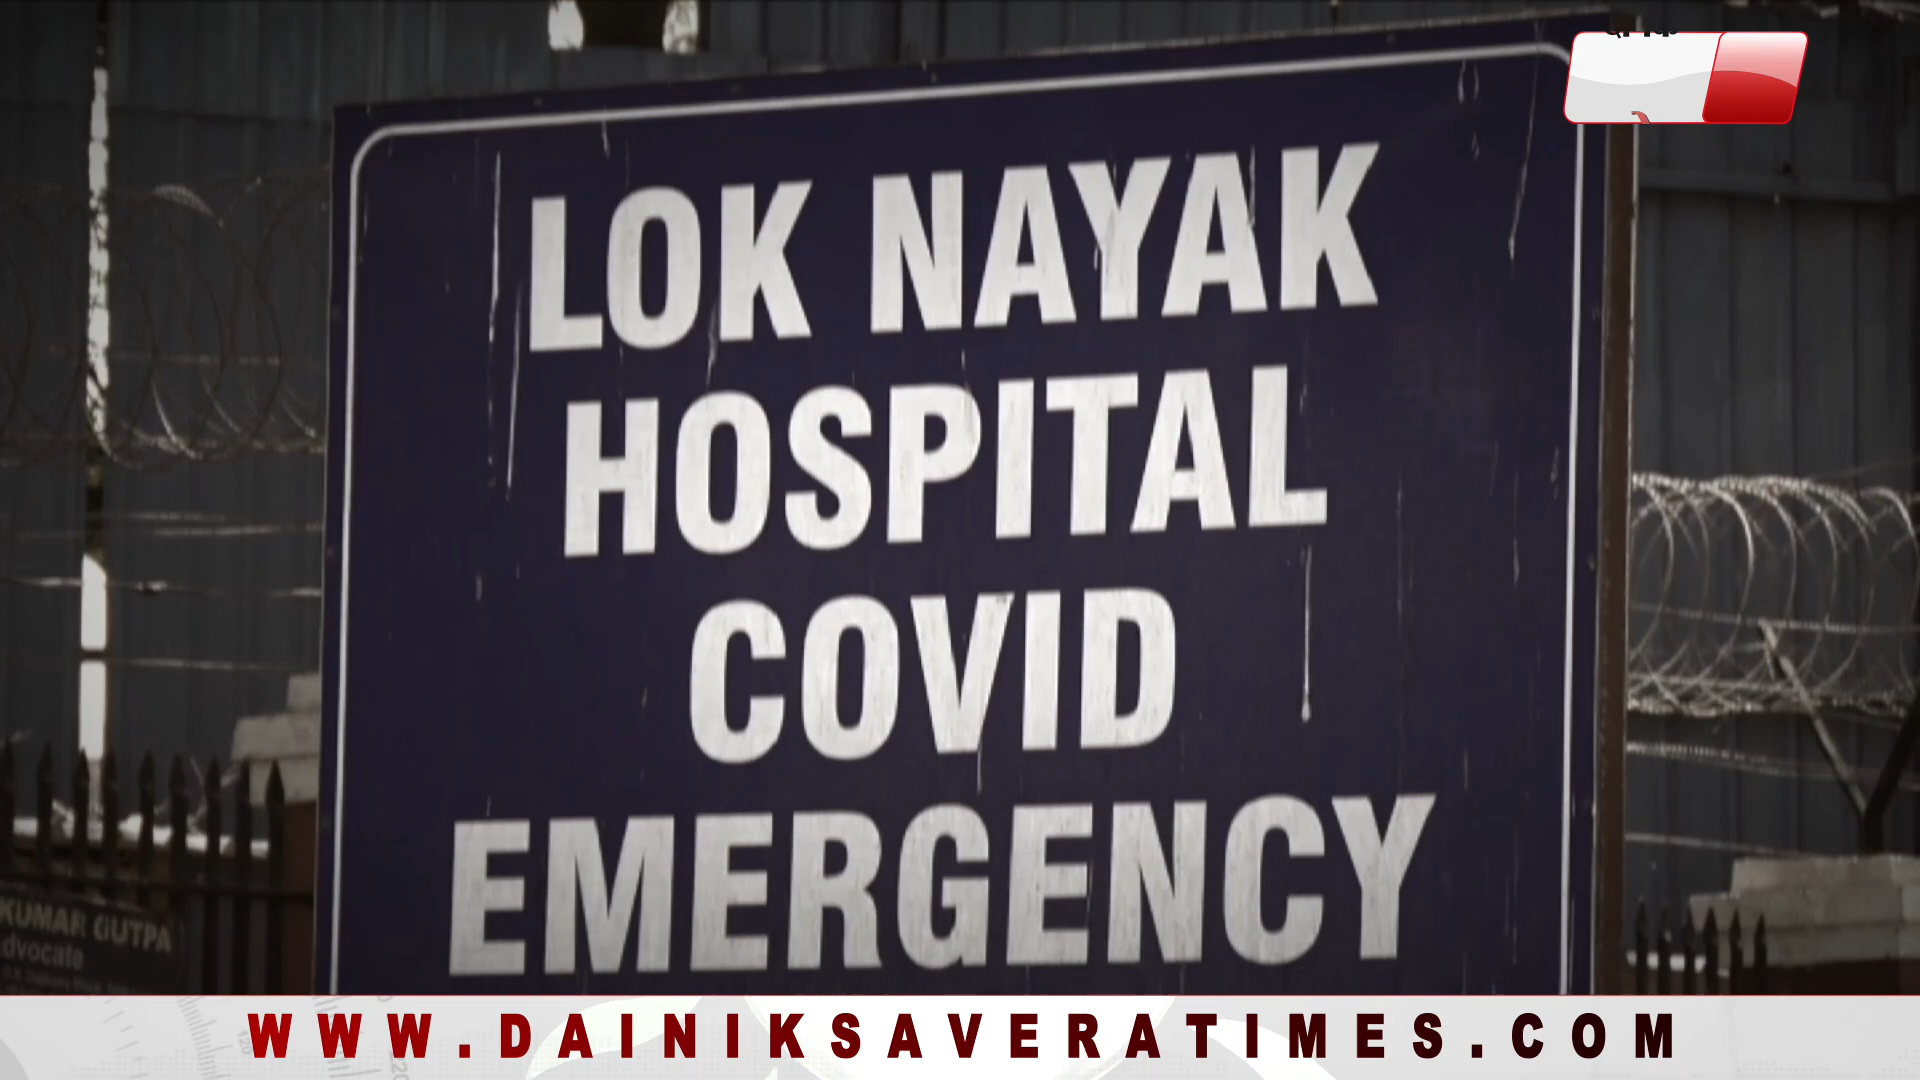 LOK NAYAK
HOSPITAL
COVID
EMERGENCY
KUMAR GUTPA
dvocate
WWW.DAINIKSAVERATIMES.COM